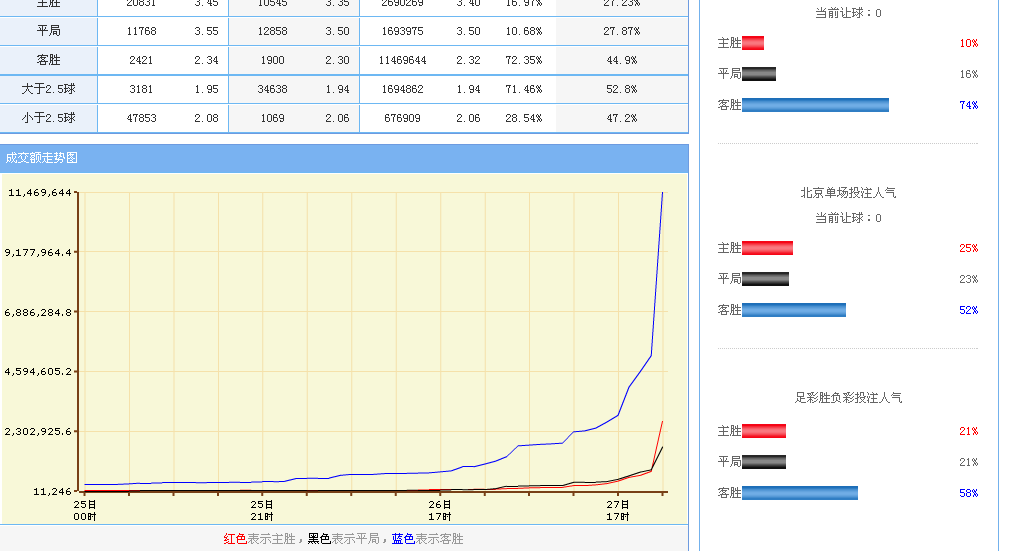 主胜 20831 3.45 10545 3.35 2690269 3.40 16.97% 27.23%
平局 11768 3.55 12858 3.50 1693975 3.50 10.68% 27.87%
客胜 2421 2.34 1900 2.30 11469644 2.32 72.35% 44.9%
大于2.5球 3181 1.95 34638 1.94 1694862 1.94 71.46% 52.8%
小于2.5球 47853 2.08 1069 2.06 676909 2.06 28.54% 47.2%
成交额走势图
11,469,644
9,177,964.4
6,886,284.8
4,594,605.2
2,302,925.6
11,246
25日 25日 26日 27日
00时 21时 17时 17时
红色表示主胜，黑色表示平局，蓝色表示客胜
当前让球：0
主胜 10%
平局 16%
客胜 74%
北京单场投注人气
当前让球：0
主胜 25%
平局 23%
客胜 52%
足彩胜负彩投注人气
主胜 21%
平局 21%
客胜 58%